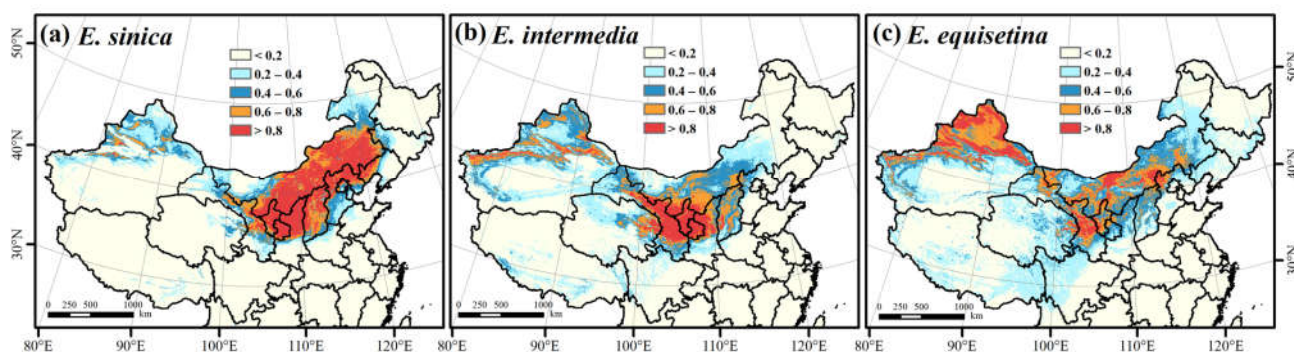 (a) E. sinica
< 0.2
0.2 – 0.4
0.4 – 0.6
0.6 – 0.8
> 0.8
(b) E. intermedia
< 0.2
0.2 – 0.4
0.4 – 0.6
0.6 – 0.8
> 0.8
(c) E. equisetina
< 0.2
0.2 – 0.4
0.4 – 0.6
0.6 – 0.8
> 0.8
50°N
40°N
30°N
50°N
40°N
30°N
0 250 500 1000
km
0 250 500 1000
km
0 250 500 1000
km
80°E 90°E 100°E 110°E 120°E
80°E 90°E 100°E 110°E 120°E
80°E 90°E 100°E 110°E 120°E